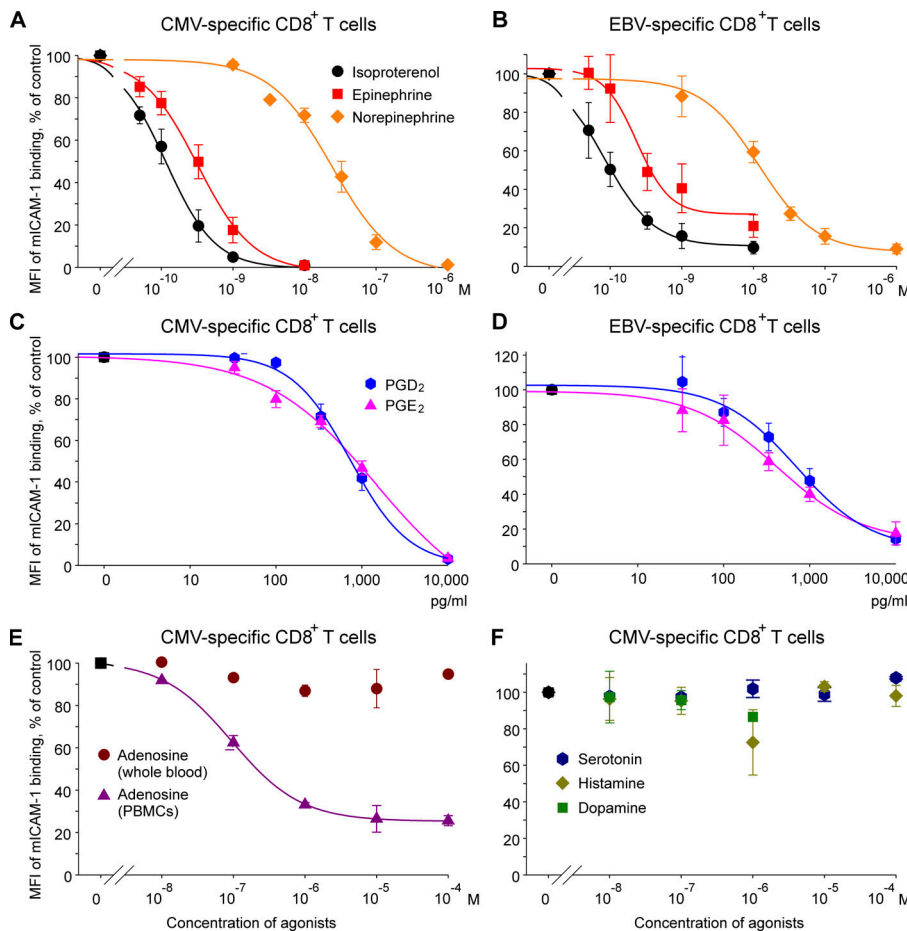 A
CMV-specific CD8+ T cells
MFI of mICAM-1 binding, % of control
100
80
60
40
20
0
Isoproterenol
Epinephrine
Norepinephrine
0
10-10
10-9
10-8
10-7
10-6
M
B
EBV-specific CD8+ T cells
100
80
60
40
20
0
0
10-10
10-9
10-8
10-7
10-6
M
C
CMV-specific CD8+ T cells
MFI of mICAM-1 binding, % of control
100
80
60
40
20
0
PGD2
PGE2
0
100
1,000
10,000
pg/ml
D
EBV-specific CD8+ T cells
120
100
80
60
40
20
0
0
100
1,000
10,000
pg/ml
E
CMV-specific CD8+ T cells
MFI of mICAM-1 binding, % of control
100
80
60
40
20
0
Adenosine
(whole blood)
Adenosine
(PBMCs)
0
10-8
10-7
10-6
10-5
10-4
M
Concentration of agonists
F
CMV-specific CD8+ T cells
100
80
60
40
20
0
Serotonin
Histamine
Dopamine
0
10-8
10-7
10-6
10-5
10-4
M
Concentration of agonists